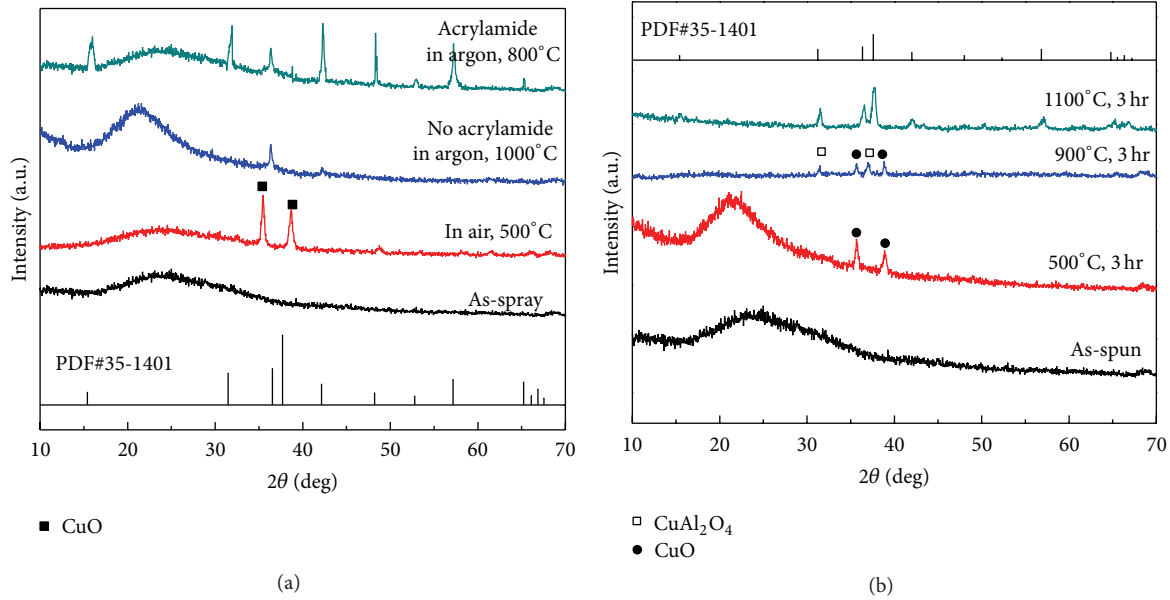 Acrylamide
in argon, 800°C
No acrylamide
in argon, 1000°C
In air, 500°C
As-spray
PDF#35-1401
Intensity (a.u.)
10 20 30 40 50 60 70
2θ (deg)
■ CuO
(a)
PDF#35-1401
1100°C, 3 hr
900°C, 3 hr
500°C, 3 hr
As-spun
Intensity (a.u.)
10 20 30 40 50 60 70
2θ (deg)
□ CuAl₂O₄
● CuO
(b)